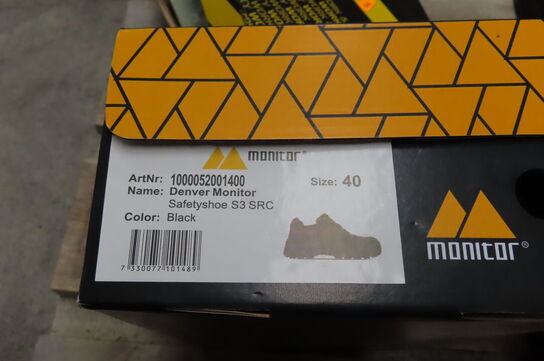 monitor®
ArtNr: 1000052001400
Size: 40
Name: Denver Monitor
Safetyshoe S3 SRC
Color: Black
7 330077 101489
monitor®